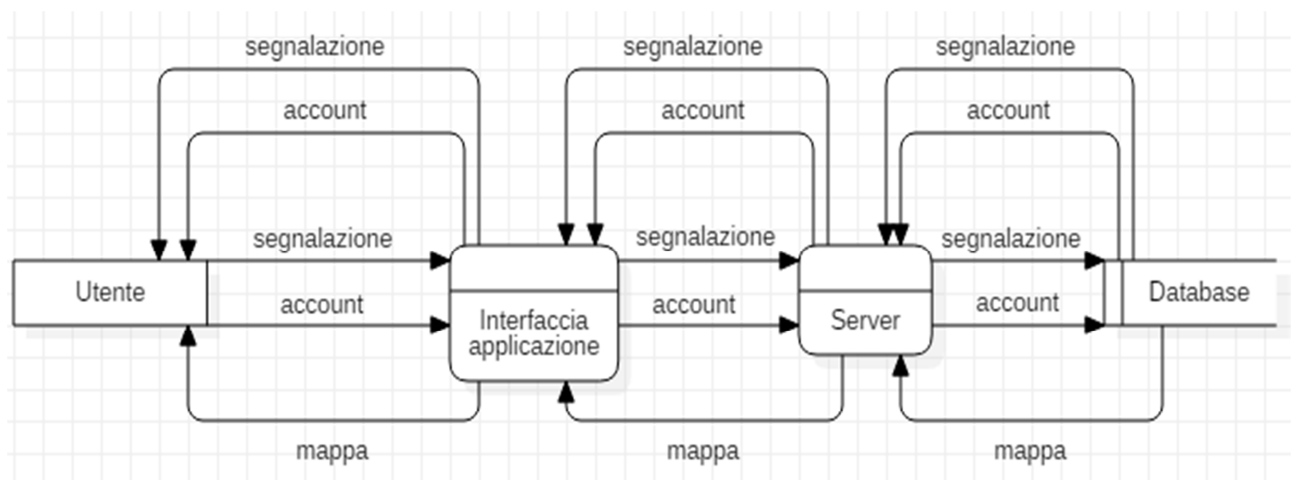 segnalazione segnalazione segnalazione
account account account
segnalazione segnalazione segnalazione
Utente account Interfaccia applicazione account Server account Database
mappa mappa mappa